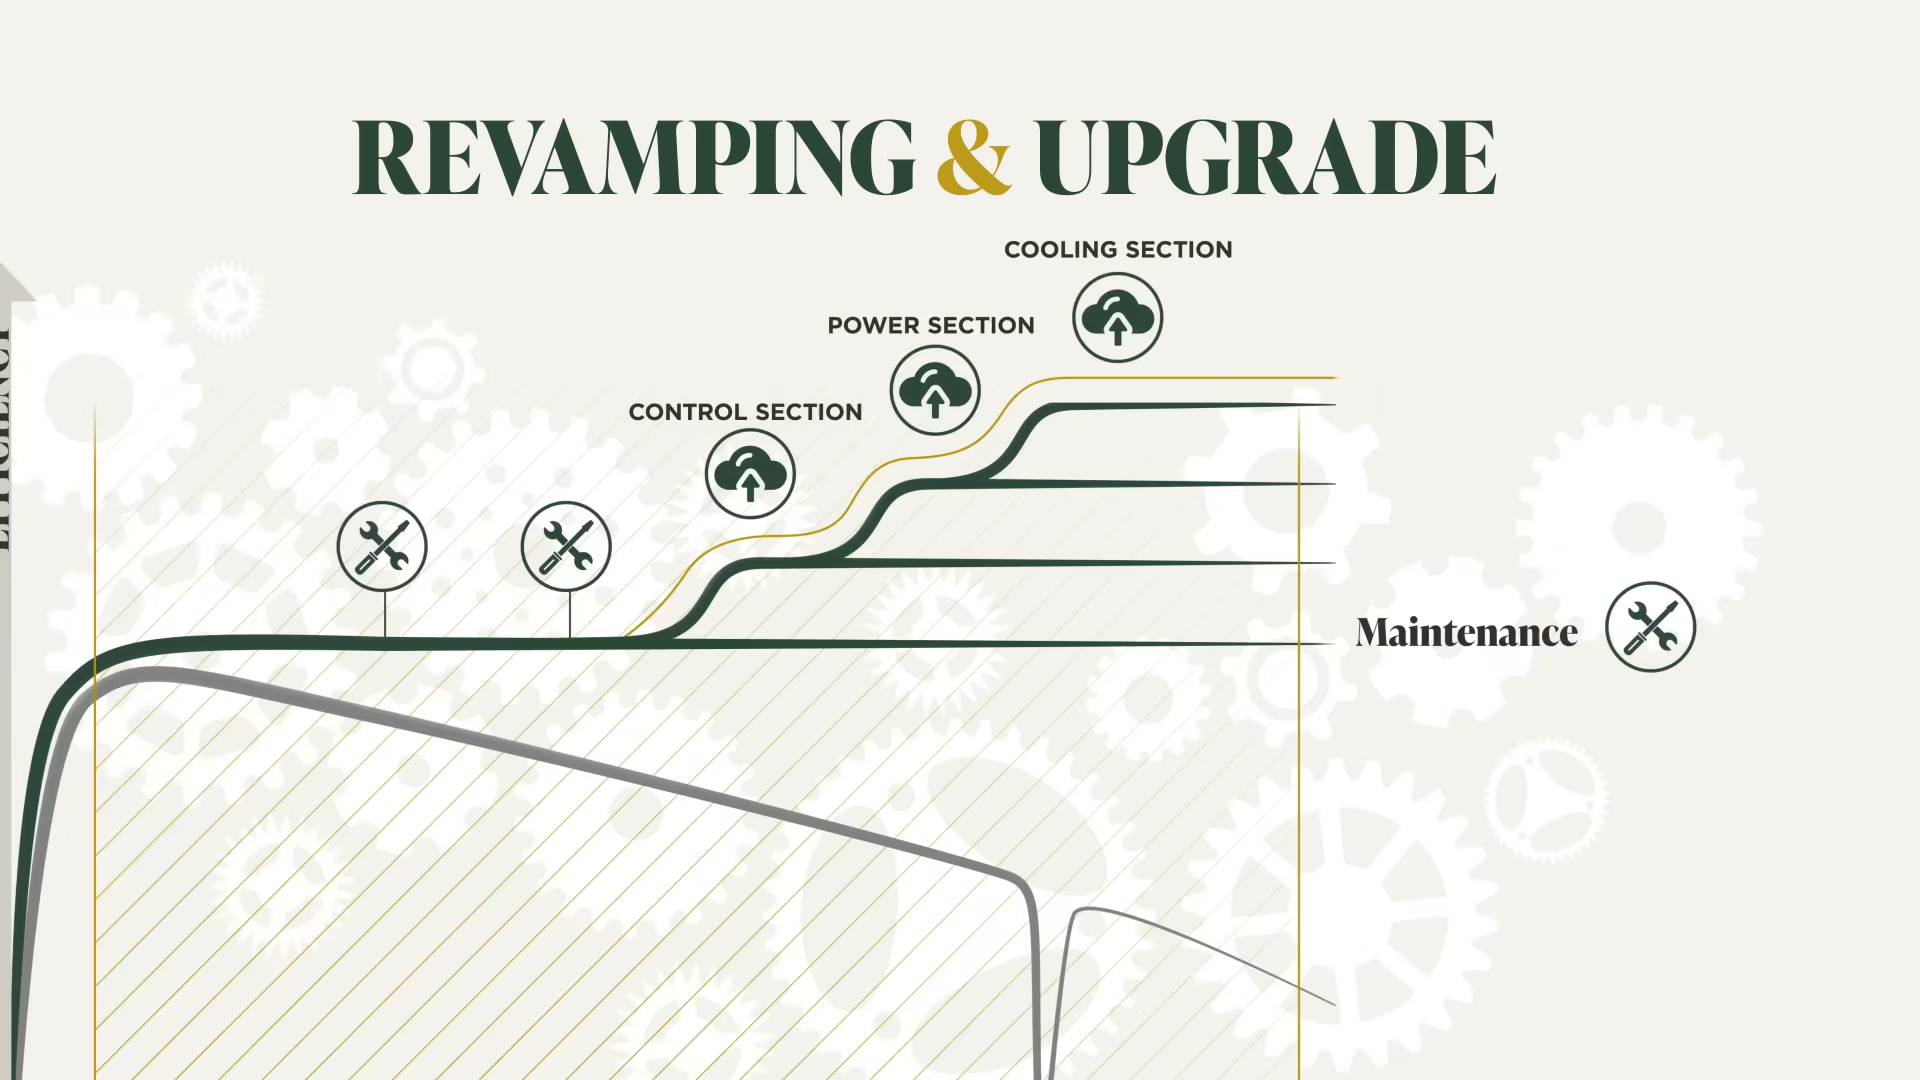 REVAMPING & UPGRADE
COOLING SECTION
POWER SECTION
CONTROL SECTION
Maintenance